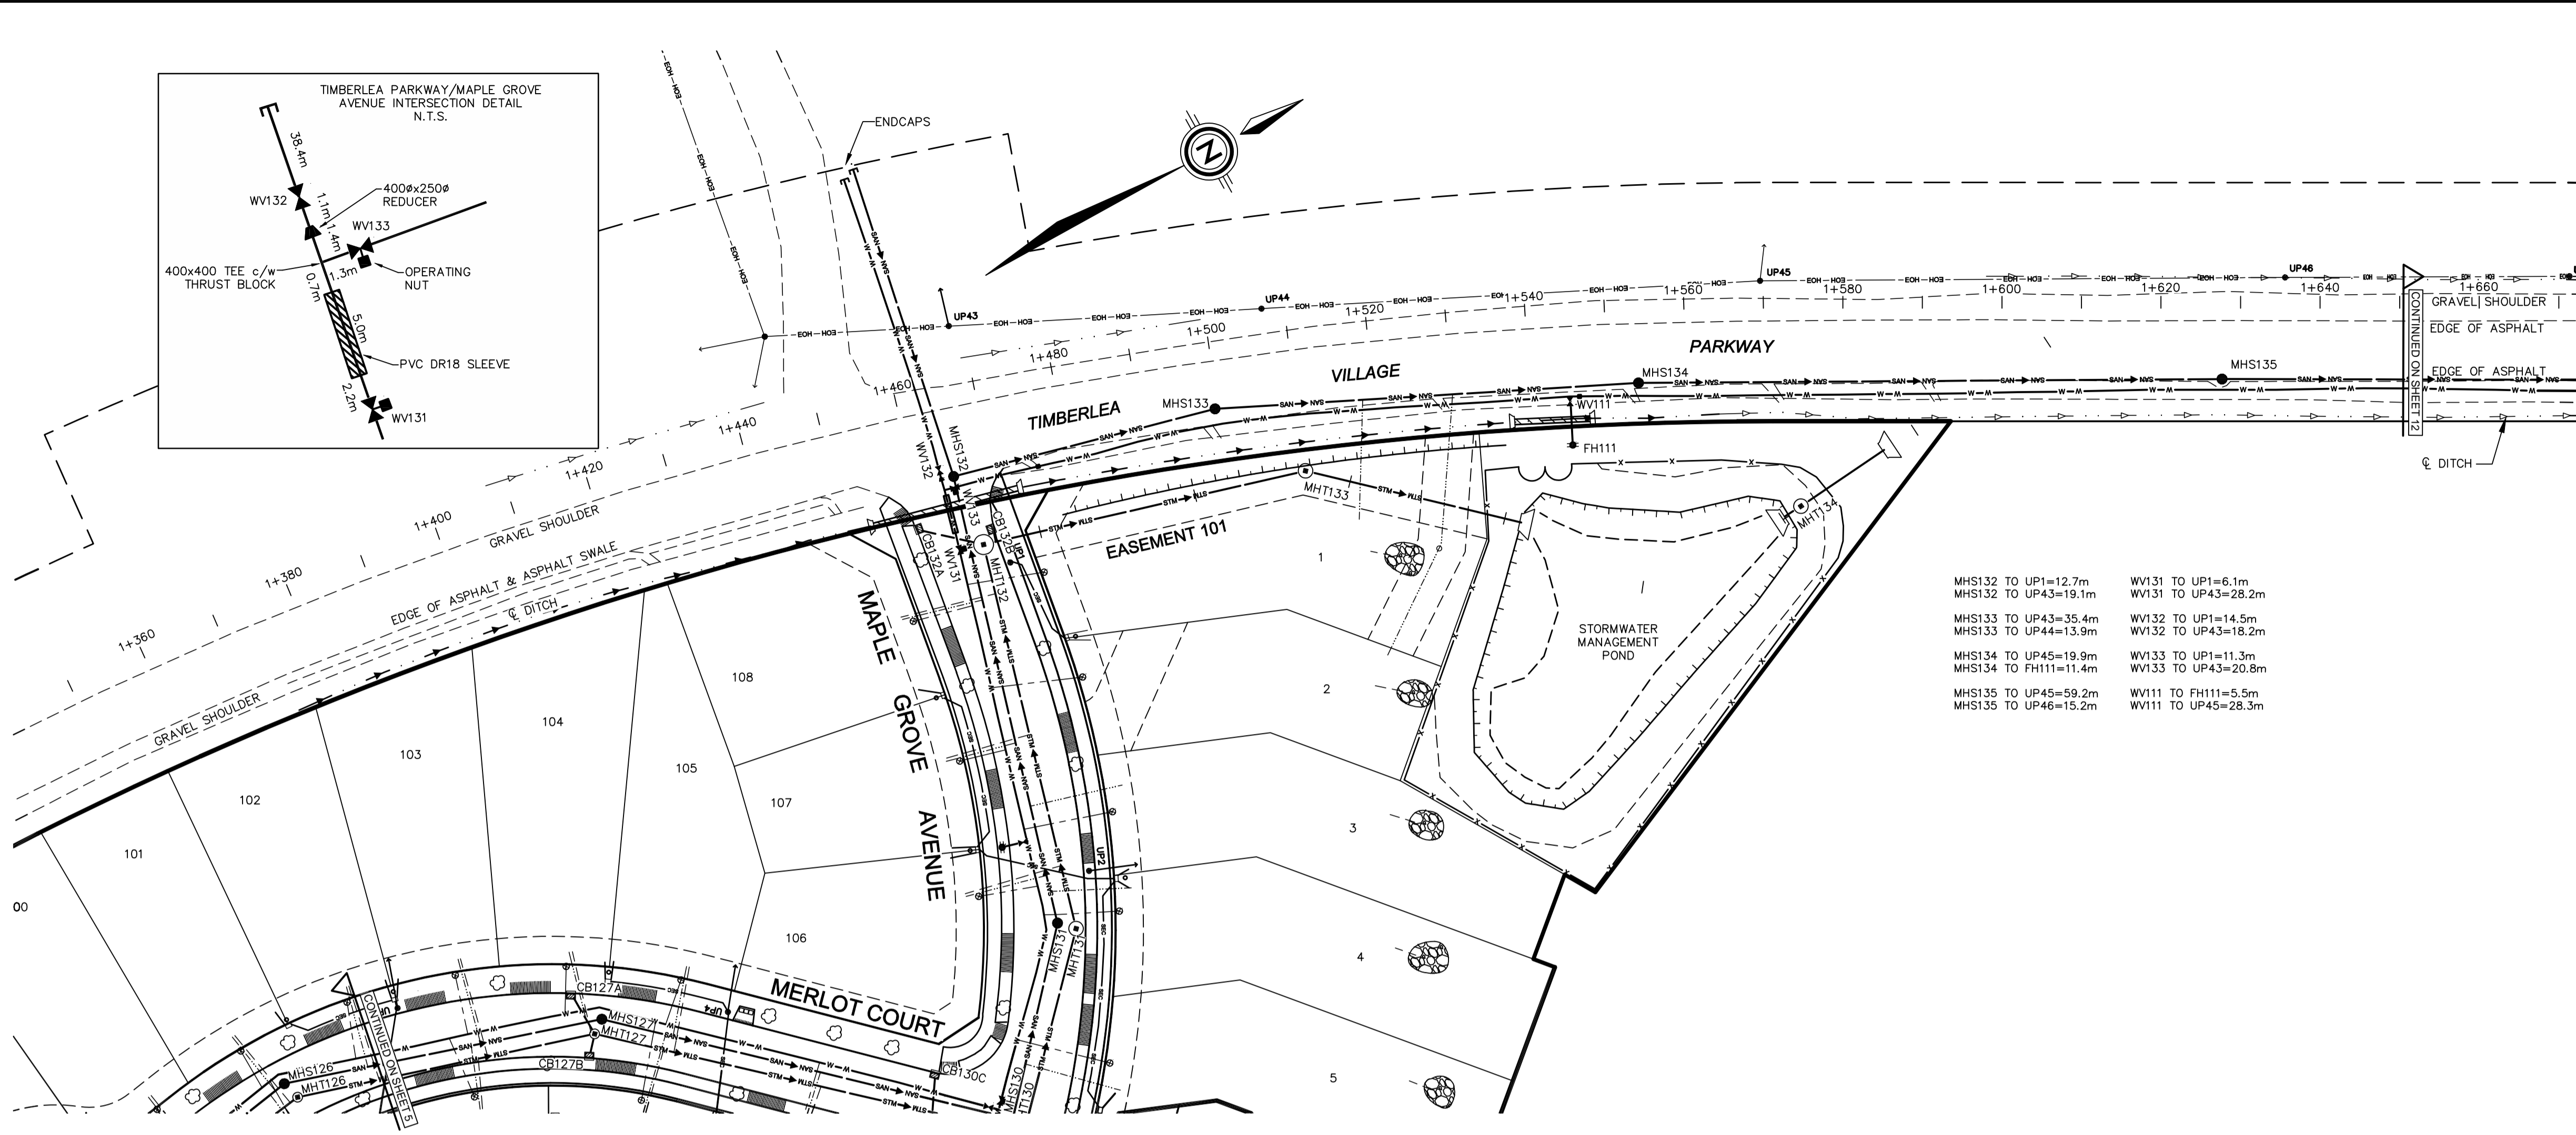 TIMBERLEA PARKWAY/MAPLE GROVE
AVENUE INTERSECTION DETAIL
N.T.S.
38.4m
400øx250ø
REDUCER
WV132
1.1m
1.4m
WV133
400x400 TEE c/w
THRUST BLOCK
1.3m
OPERATING
NUT
0.7m
5.0m
PVC DR18 SLEEVE
2.2m
WV131
ENDCAPS
N
UP43
UP44
UP45
UP46
1+360
1+380
1+400
1+420
1+440
1+460
1+480
1+500
1+520
1+540
1+560
1+580
1+600
1+620
1+640
1+660
GRAVEL SHOULDER
EDGE OF ASPHALT
EDGE OF ASPHALT
CONTINUED ON SHEET 12
℄ DITCH
TIMBERLEA
VILLAGE
PARKWAY
MHS132
MHS133
MHS134
MHS135
WV132
WV133
WV131
WV111
FH111
GRAVEL SHOULDER
EDGE OF ASPHALT & ASPHALT SWALE
℄ DITCH
GRAVEL SHOULDER
CB132A
CB132B
UP1
MHT132
MHT133
MHT134
EASEMENT 101
STORMWATER
MANAGEMENT
POND
MAPLE
GROVE
AVENUE
MERLOT COURT
00
101
102
103
104
105
106
107
108
1
2
3
4
5
UP2
MHS131
MHT131
CB127A
UP4
MHS127
MHT127
CB127B
MHS126
MHT126
CONTINUED ON SHEET 5
CB130C
MHS130
HT130
MHS132 TO UP1=12.7m
MHS132 TO UP43=19.1m
MHS133 TO UP43=35.4m
MHS133 TO UP44=13.9m
MHS134 TO UP45=19.9m
MHS134 TO FH111=11.4m
MHS135 TO UP45=59.2m
MHS135 TO UP46=15.2m
WV131 TO UP1=6.1m
WV131 TO UP43=28.2m
WV132 TO UP1=14.5m
WV132 TO UP43=18.2m
WV133 TO UP1=11.3m
WV133 TO UP43=20.8m
WV111 TO FH111=5.5m
WV111 TO UP45=28.3m